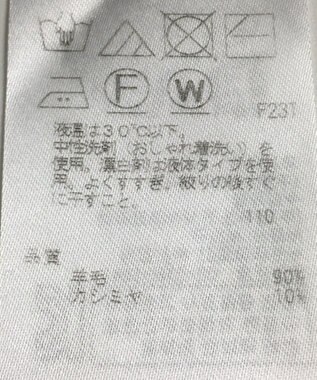 F
W
F231
液温は30℃以下、
中性洗剤(おしゃれ着洗い)を
使用。漂白剤お液体タイプを使
用。よくすすぎ、絞りの後すぐ
に干すこと。
110
品質
羊毛 90%
カシミヤ 10%